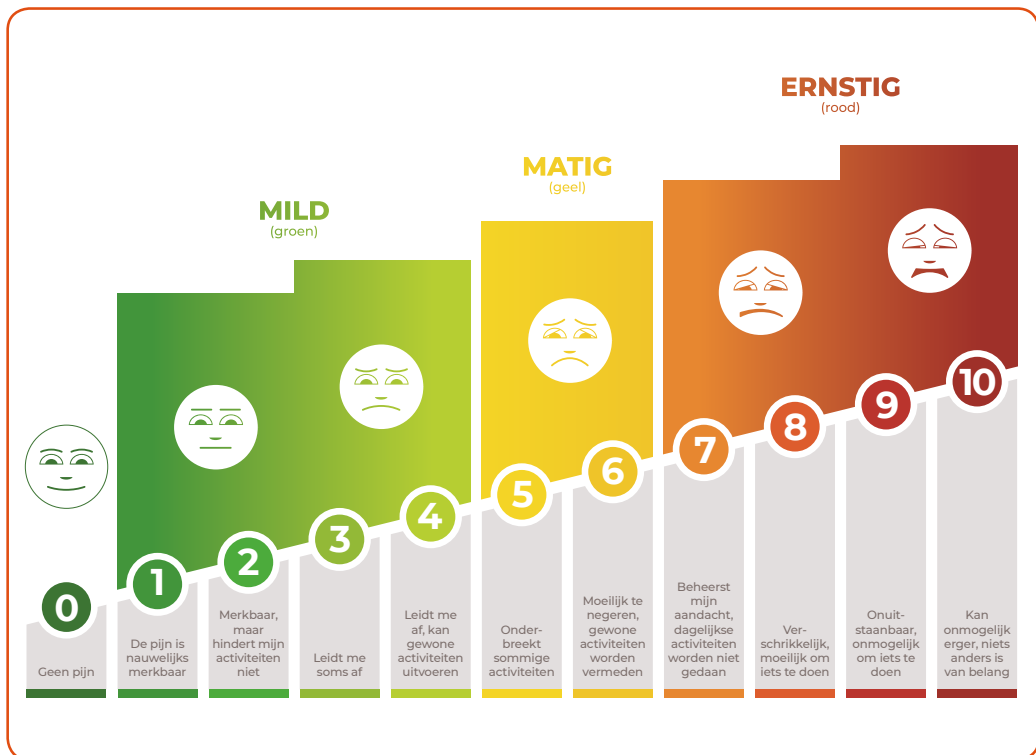 ERNSTIG
(rood)
MATIG
(geel)
MILD
(groen)
0
1
2
3
4
5
6
7
8
9
10
Geen pijn
De pijn is
nauwelijks
merkbaar
Merkbaar,
maar
hindert mijn
activiteiten
niet
Leidt me
soms af
Leidt me
af, kan
gewone
activiteiten
uitvoeren
Onder-
breekt
sommige
activiteiten
Moeilijk te
negeren,
gewone
activiteiten
worden
vermeden
Beheerst
mijn
aandacht,
dagelijkse
activiteiten
worden niet
gedaan
Ver-
schrikkelijk,
moeilijk om
iets te doen
Onuit-
staanbaar,
onmogelijk
om iets te
doen
Kan
onmogelijk
erger, niets
anders is
van belang